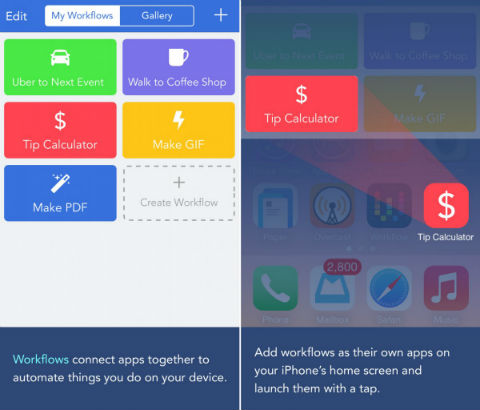 Edit
My Workflows
Gallery
+
Uber to Next Event
Walk to Coffee Shop
$
Tip Calculator
Make GIF
Make PDF
+
Create Workflow
Workflows connect apps together to
automate things you do on your device.
Uber to Next Event
Walk to Coffee Shop
$
Tip Calculator
Make GIF
$
Paper
Overcast
Workflow
Tip Calculator
2,800
Phone
Mailbox
Safari
Music
Add workflows as their own apps on
your iPhone's home screen and
launch them with a tap.